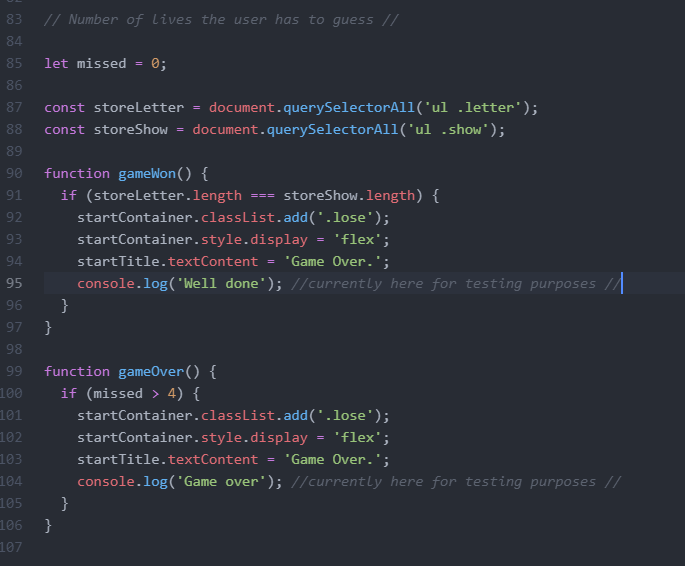 83 // Number of lives the user has to guess //
84
85 let missed = 0;
86
87 const storeLetter = document.querySelectorAll('ul .letter');
88 const storeShow = document.querySelectorAll('ul .show');
89
90 function gameWon() {
91   if (storeLetter.length === storeShow.length) {
92     startContainer.classList.add('.lose');
93     startContainer.style.display = 'flex';
94     startTitle.textContent = 'Game Over.';
95     console.log('Well done'); //currently here for testing purposes //
96   }
97 }
98
99 function gameOver() {
100   if (missed > 4) {
101     startContainer.classList.add('.lose');
102     startContainer.style.display = 'flex';
103     startTitle.textContent = 'Game Over.';
104     console.log('Game over'); //currently here for testing purposes //
105   }
106 }
107